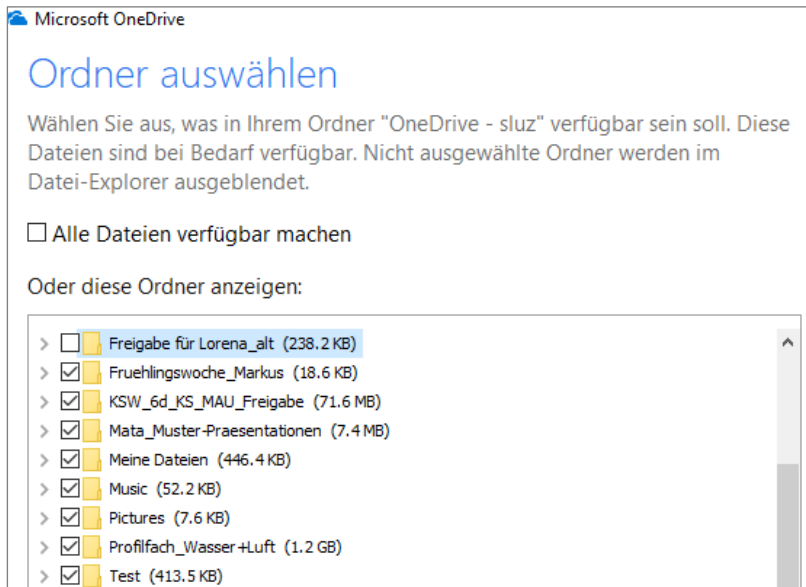 Microsoft OneDrive
Ordner auswählen
Wählen Sie aus, was in Ihrem Ordner "OneDrive - sluz" verfügbar sein soll. Diese
Dateien sind bei Bedarf verfügbar. Nicht ausgewählte Ordner werden im
Datei-Explorer ausgeblendet.
Alle Dateien verfügbar machen
Oder diese Ordner anzeigen:
Freigabe für Lorena_alt (238.2 KB)
Fruehlingswoche_Markus (18.6 KB)
KSW_6d_KS_MAU_Freigabe (71.6 MB)
Mata_Muster-Praesentationen (7.4 MB)
Meine Dateien (446.4 KB)
Music (52.2 KB)
Pictures (7.6 KB)
Profilfach_Wasser+Luft (1.2 GB)
Test (413.5 KB)